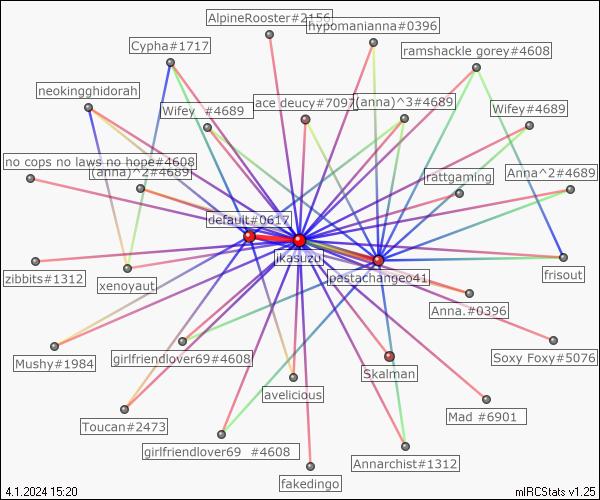 AlpineRooster#2156
hypomanianna#0396
Cypha#1717
ramshackle gorey#4608
neokingghidorah
Wifey  #4689
ace deucy#7097
(anna)^3#4689
Wifey#4689
no cops no laws no hope#4608
(anna)^2#4689
rattgaming
Anna^2#4689
default#0617
ikasuzu
zibbits#1312
xenoyaut
pastachangeo41
frisout
Anna.#0396
Mushy#1984
girlfriendlover69#4608
Skalman
Soxy Foxy#5076
avelicious
Toucan#2473
Mad #6901
girlfriendlover69  #4608
Annarchist#1312
fakedingo
4.1.2024 15:20
mIRCStats v1.25